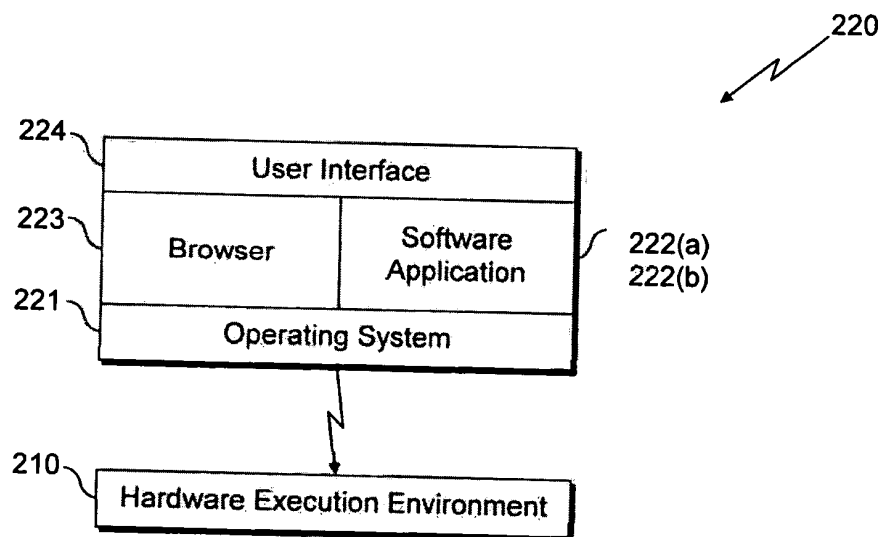 220
224
User Interface
223
Browser
Software
Application
222(a)
222(b)
221
Operating System
210
Hardware Execution Environment